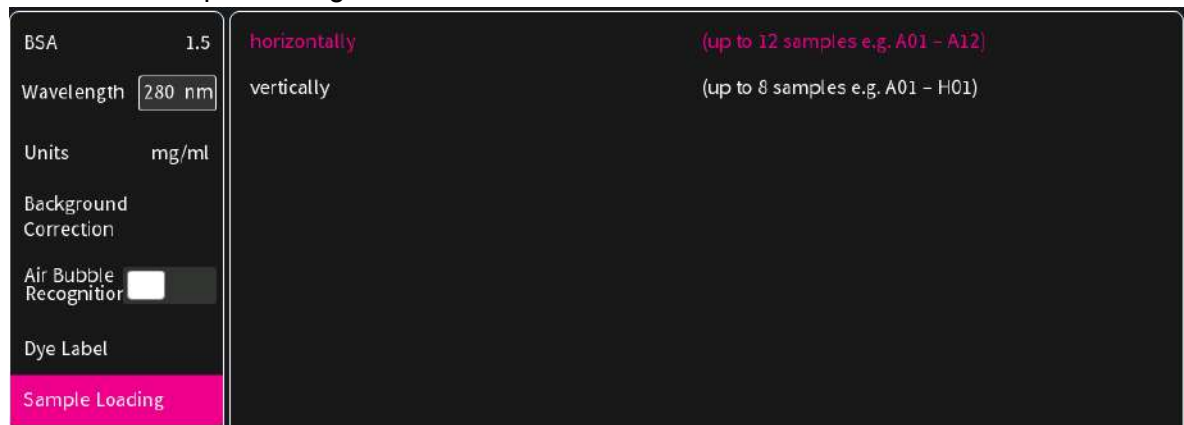 BSA 1.5
Wavelength 280 nm
Units mg/ml
Background
Correction
Air Bubble
Recognition
Dye Label
Sample Loading
horizontally (up to 12 samples e.g. A01 – A12)
vertically (up to 8 samples e.g. A01 – H01)